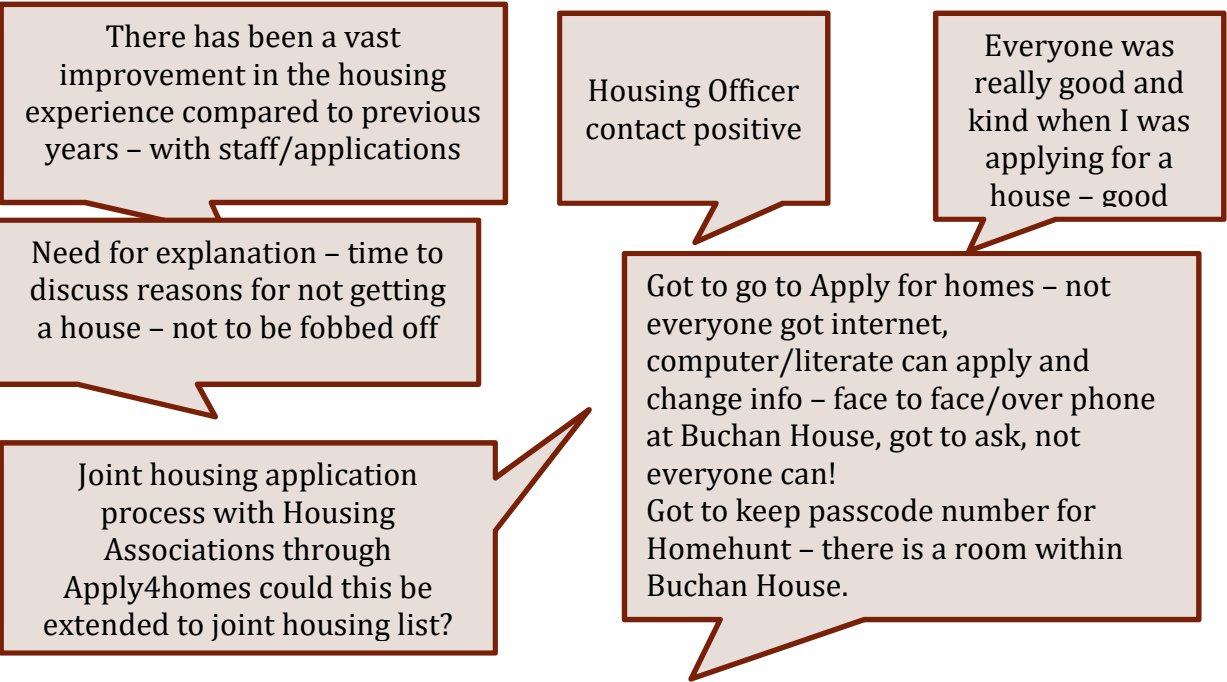 There has been a vast
improvement in the housing
experience compared to previous
years – with staff/applications
Housing Officer
contact positive
Everyone was
really good and
kind when I was
applying for a
house – good
Need for explanation – time to
discuss reasons for not getting
a house – not to be fobbed off
Got to go to Apply for homes – not
everyone got internet,
computer/literate can apply and
change info – face to face/over phone
at Buchan House, got to ask, not
everyone can!
Got to keep passcode number for
Homehunt – there is a room within
Buchan House.
Joint housing application
process with Housing
Associations through
Apply4homes could this be
extended to joint housing list?